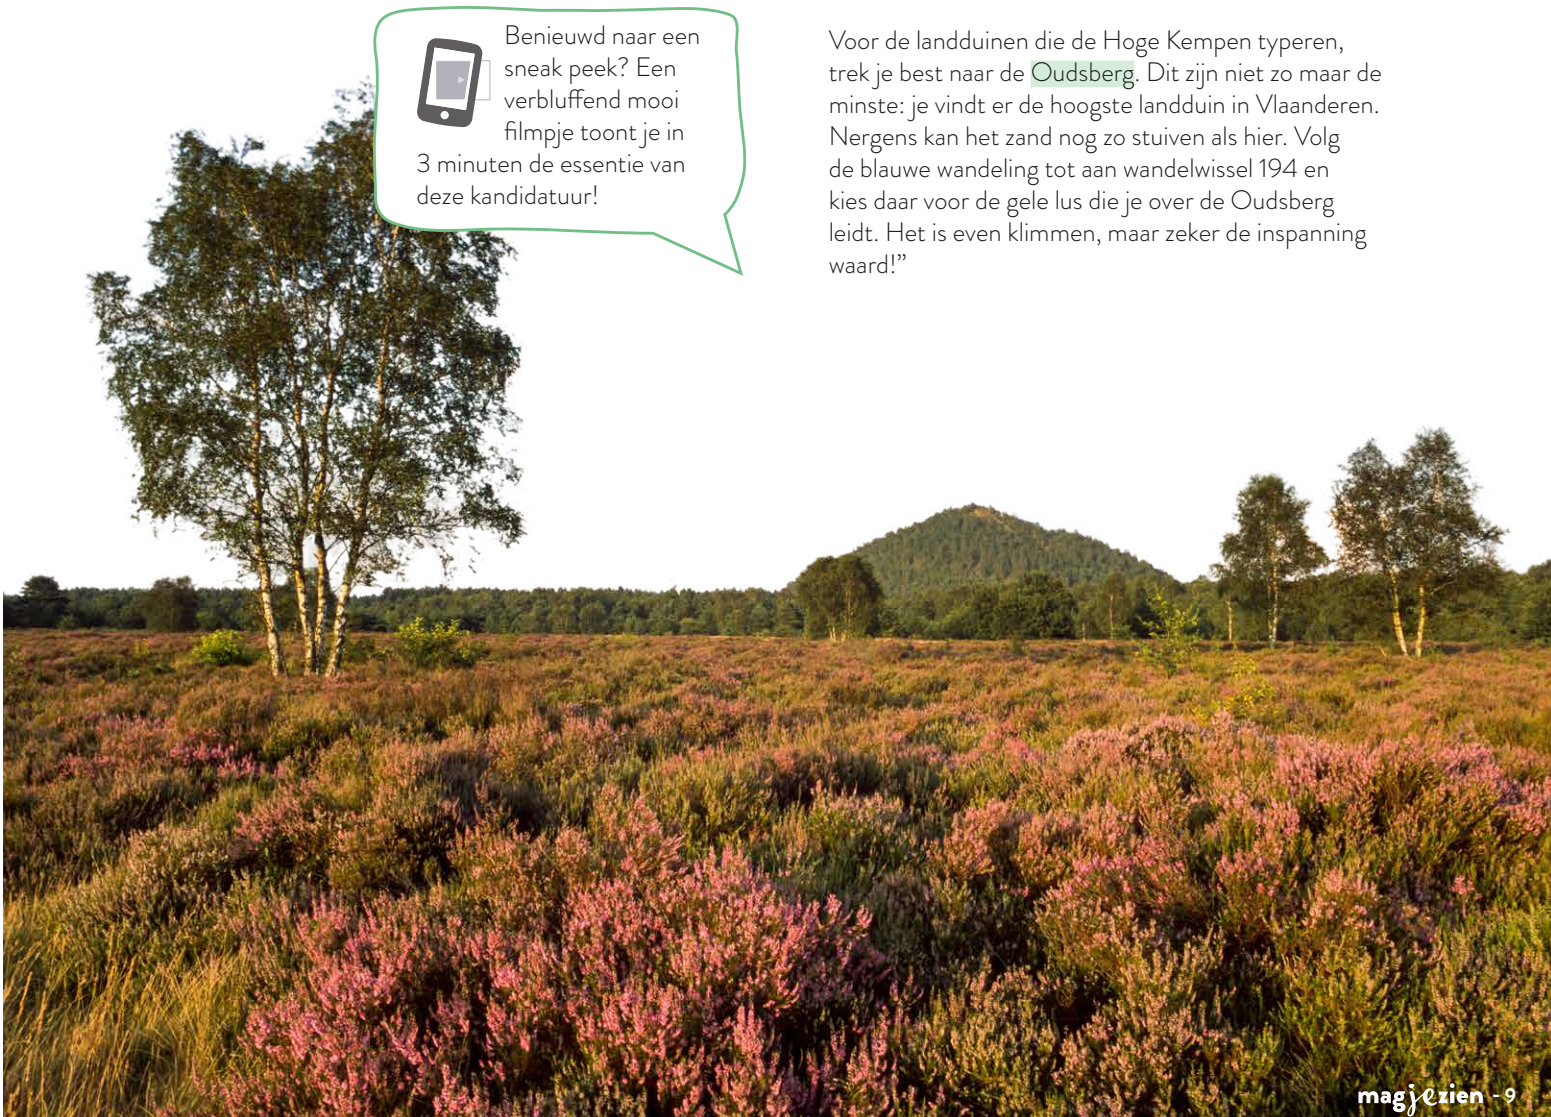 Benieuwd naar een
sneak peek? Een
verbluffend mooi
filmpje toont je in
3 minuten de essentie van
deze kandidatuur!
Voor de landduinen die de Hoge Kempen typeren,
trek je best naar de Oudsberg. Dit zijn niet zo maar de
minste: je vindt er de hoogste landduin in Vlaanderen.
Nergens kan het zand nog zo stuiven als hier. Volg
de blauwe wandeling tot aan wandelwissel 194 en
kies daar voor de gele lus die je over de Oudsberg
leidt. Het is even klimmen, maar zeker de inspanning
waard!”
magjezien - 9